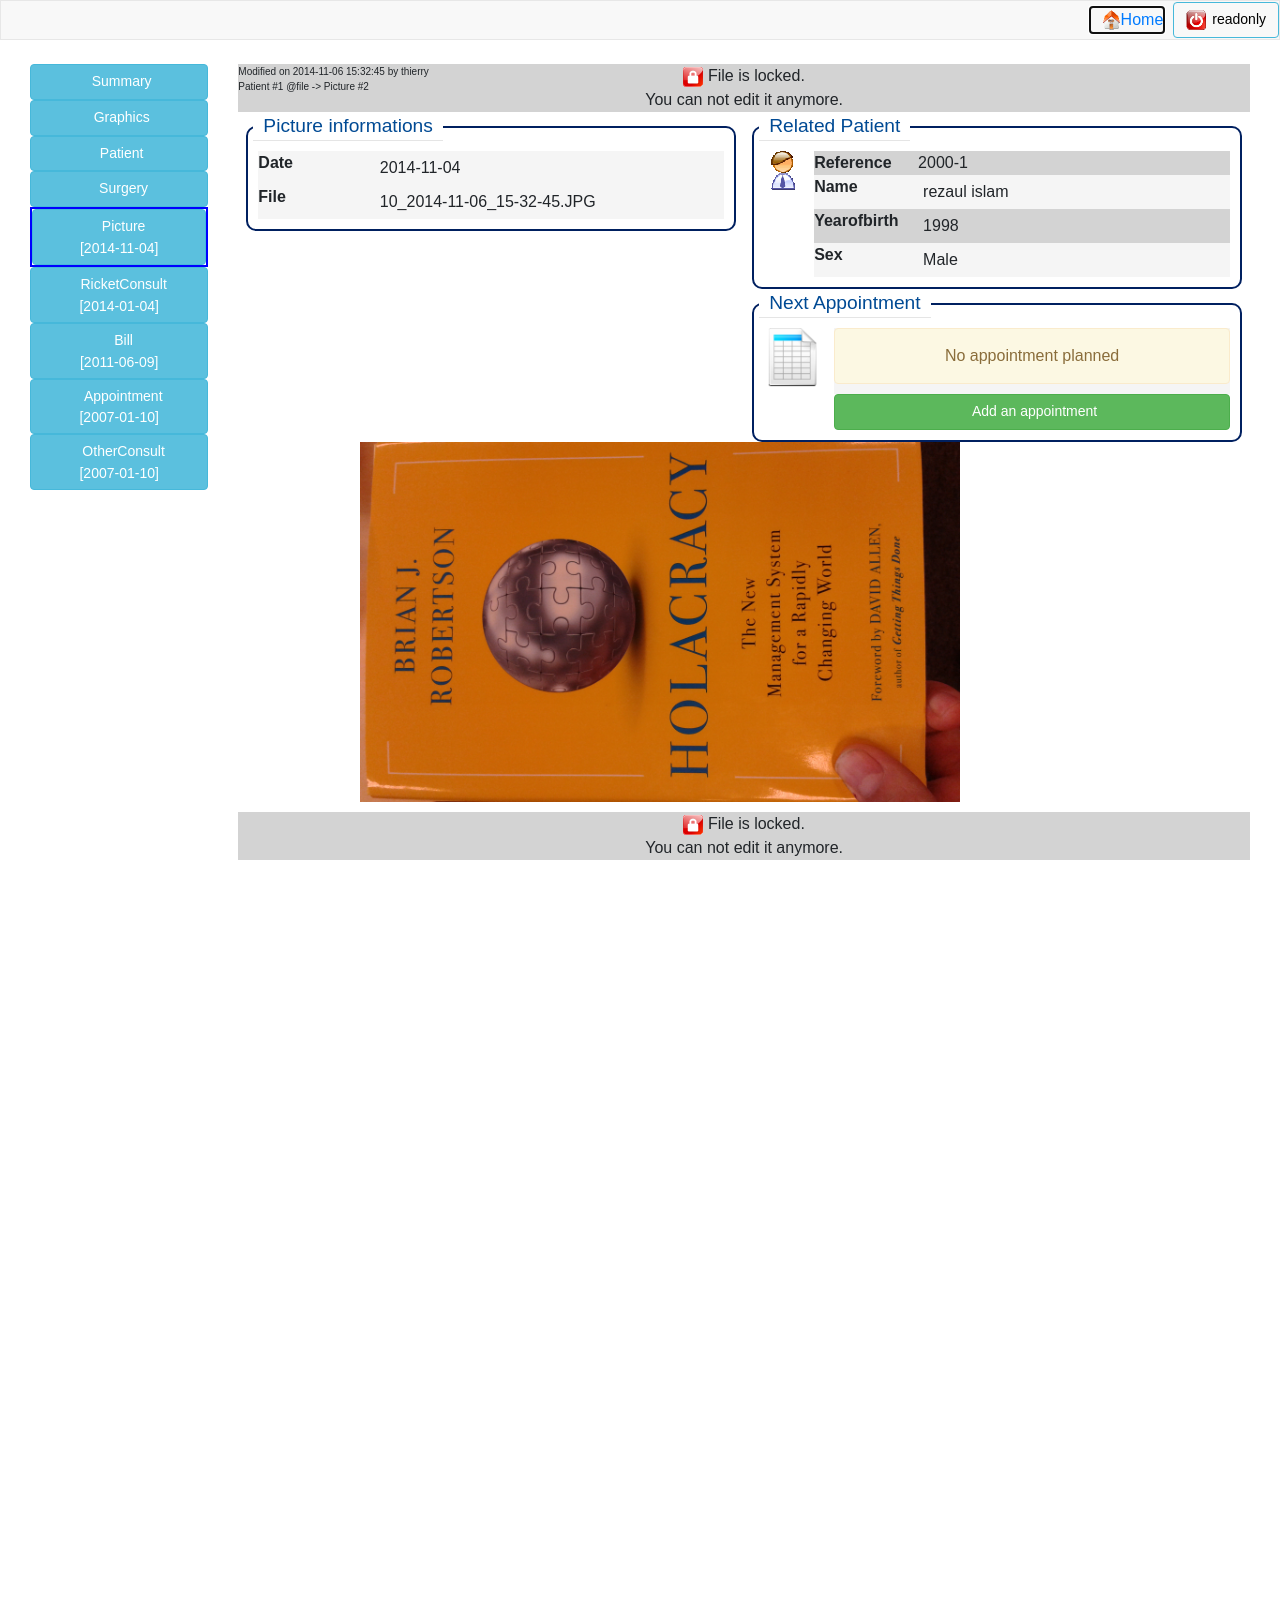 Home
readonly
Summary
Graphics
Patient
Surgery
Picture
[2014-11-04]
RicketConsult
[2014-01-04]
Bill
[2011-06-09]
Appointment
[2007-01-10]
OtherConsult
[2007-01-10]
Modified on 2014-11-06 15:32:45 by thierry
Patient #1 @file -> Picture #2
File is locked.
You can not edit it anymore.
Picture informations
Date 2014-11-04
File 10_2014-11-06_15-32-45.JPG
Related Patient
Reference 2000-1
Name rezaul islam
Yearofbirth 1998
Sex Male
Next Appointment
No appointment planned
Add an appointment
BRIAN J.
ROBERTSON
HOLACRACY
The New
Management System
for a Rapidly
Changing World
Foreword by DAVID ALLEN,
author of Getting Things Done
File is locked.
You can not edit it anymore.